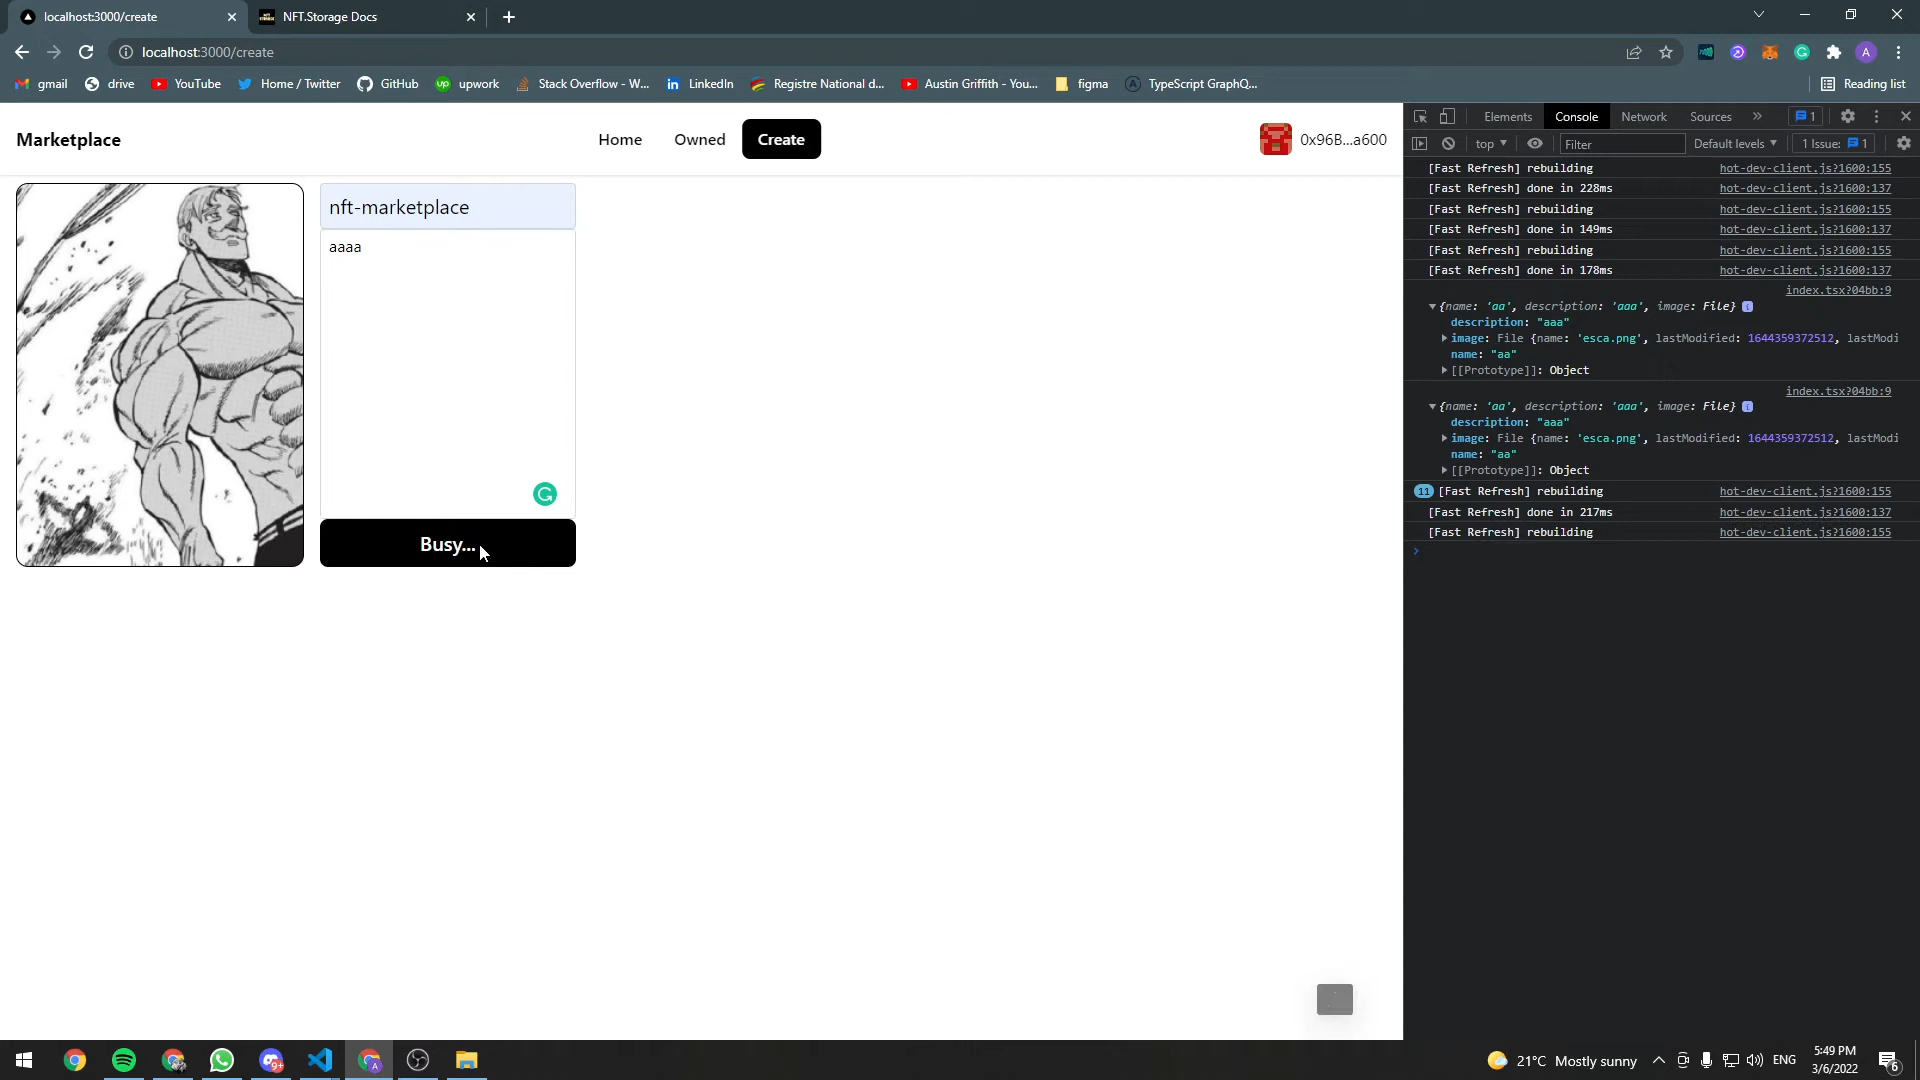 localhost:3000/create
NFT.Storage Docs
localhost:3000/create
A
gmail
drive
YouTube
Home / Twitter
GitHub
upwork
Stack Overflow - W...
LinkedIn
Registre National d...
Austin Griffith - You...
figma
TypeScript GraphQ...
Reading list
Marketplace
Home
Owned
Create
0x96B...a600
nft-marketplace
aaaa
Busy...
Elements
Console
Network
Sources
1
top
Filter
Default levels
1 Issue: 1
[Fast Refresh] rebuilding hot-dev-client.js?1600:155
[Fast Refresh] done in 228ms hot-dev-client.js?1600:137
[Fast Refresh] rebuilding hot-dev-client.js?1600:155
[Fast Refresh] done in 149ms hot-dev-client.js?1600:137
[Fast Refresh] rebuilding hot-dev-client.js?1600:155
[Fast Refresh] done in 178ms hot-dev-client.js?1600:137
index.tsx?04bb:9
{name: 'aa', description: 'aaa', image: File}
description: "aaa"
image: File {name: 'esca.png', lastModified: 1644359372512, lastModi
name: "aa"
[[Prototype]]: Object
index.tsx?04bb:9
{name: 'aa', description: 'aaa', image: File}
description: "aaa"
image: File {name: 'esca.png', lastModified: 1644359372512, lastModi
name: "aa"
[[Prototype]]: Object
11 [Fast Refresh] rebuilding hot-dev-client.js?1600:155
[Fast Refresh] done in 217ms hot-dev-client.js?1600:137
[Fast Refresh] rebuilding hot-dev-client.js?1600:155
21°C Mostly sunny
ENG
5:49 PM
3/6/2022
6